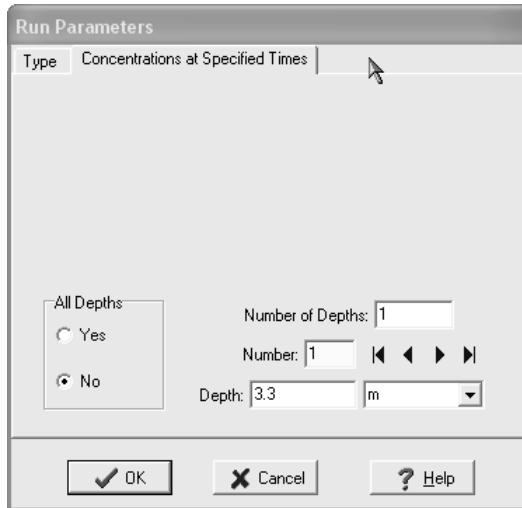 Run Parameters
Type Concentrations at Specified Times
All Depths
Yes
No
Number of Depths: 1
Number: 1
Depth: 3.3 m
OK Cancel Help